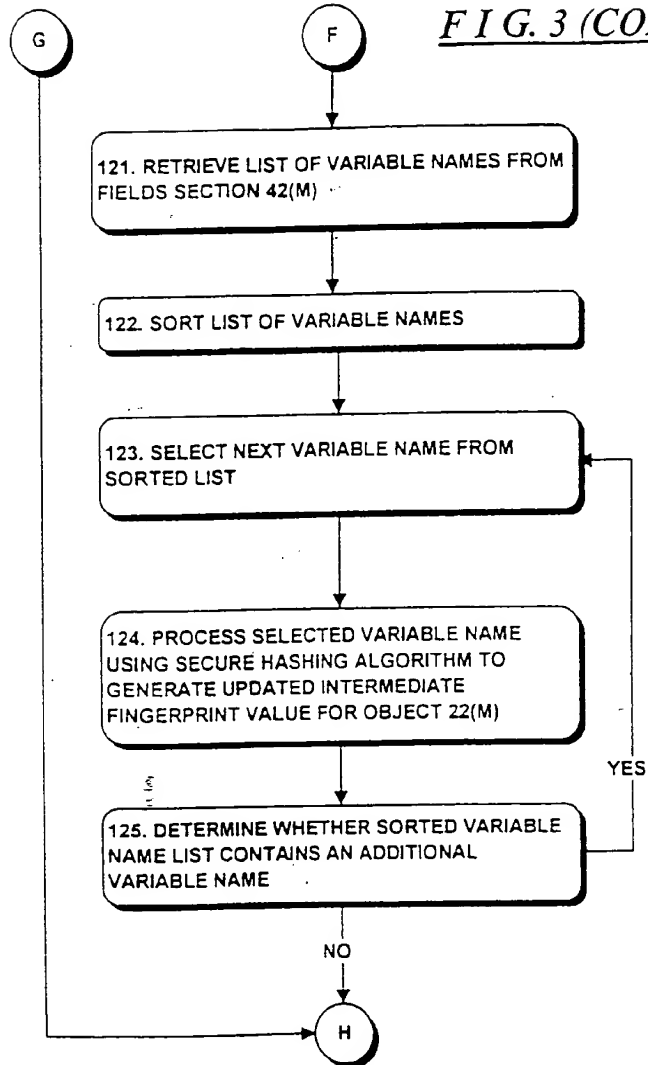 G
F
F I G. 3 (CO
121. RETRIEVE LIST OF VARIABLE NAMES FROM
FIELDS SECTION 42(M)
122. SORT LIST OF VARIABLE NAMES
123. SELECT NEXT VARIABLE NAME FROM
SORTED LIST
124. PROCESS SELECTED VARIABLE NAME
USING SECURE HASHING ALGORITHM TO
GENERATE UPDATED INTERMEDIATE
FINGERPRINT VALUE FOR OBJECT 22(M)
YES
125. DETERMINE WHETHER SORTED VARIABLE
NAME LIST CONTAINS AN ADDITIONAL
VARIABLE NAME
NO
H